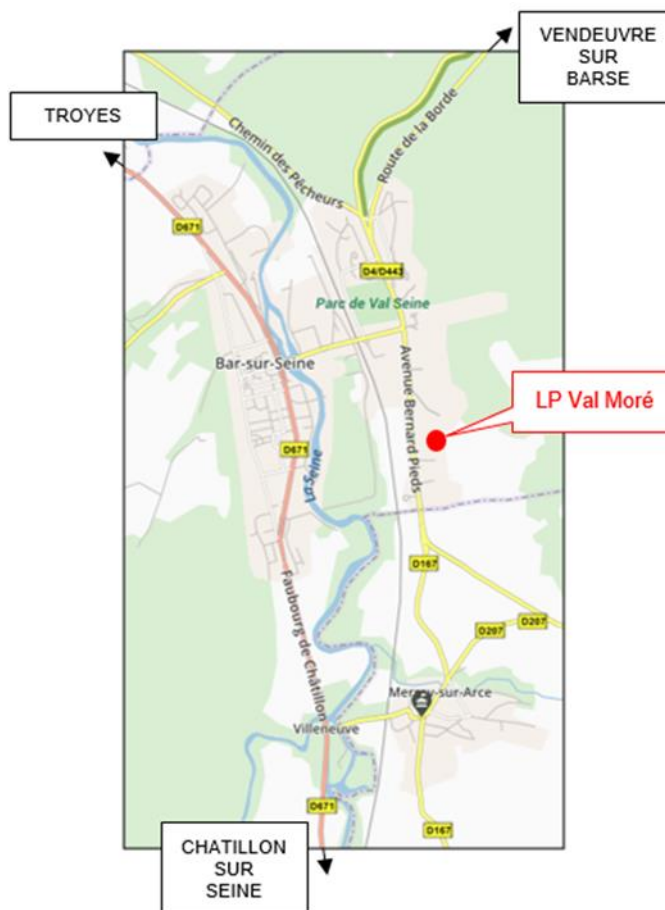 VENDEUVRE
SUR
BARSE
TROYES
Chemin des Pêcheurs
Route de la Borde
D671
D4/D443
Parc de Val Seine
Bar-sur-Seine
Avenue Bernard Pieds
LP Val Moré
D671
La Seine
D167
Faubourg de Châtillon
D207
D207
Villeneuve
D671
D167
CHATILLON
SUR
SEINE